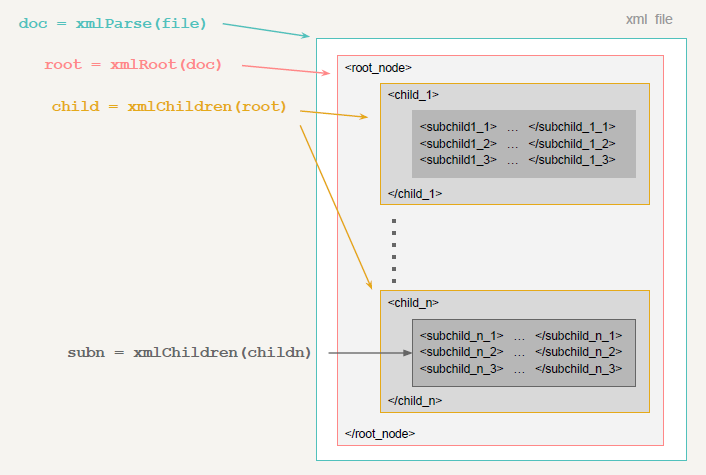 xml file
doc = xmlParse(file)
root = xmlRoot(doc)
child = xmlChildren(root)
<root_node>
<child_1>
<subchild1_1> ... </subchild_1_1>
<subchild1_2> ... </subchild_1_2>
<subchild1_3> ... </subchild_1_3>
</child_1>
<child_n>
subn = xmlChildren(childn)
<subchild_n_1> ... </subchild_n_1>
<subchild_n_2> ... </subchild_n_2>
<subchild_n_3> ... </subchild_n_3>
</child_n>
</root_node>